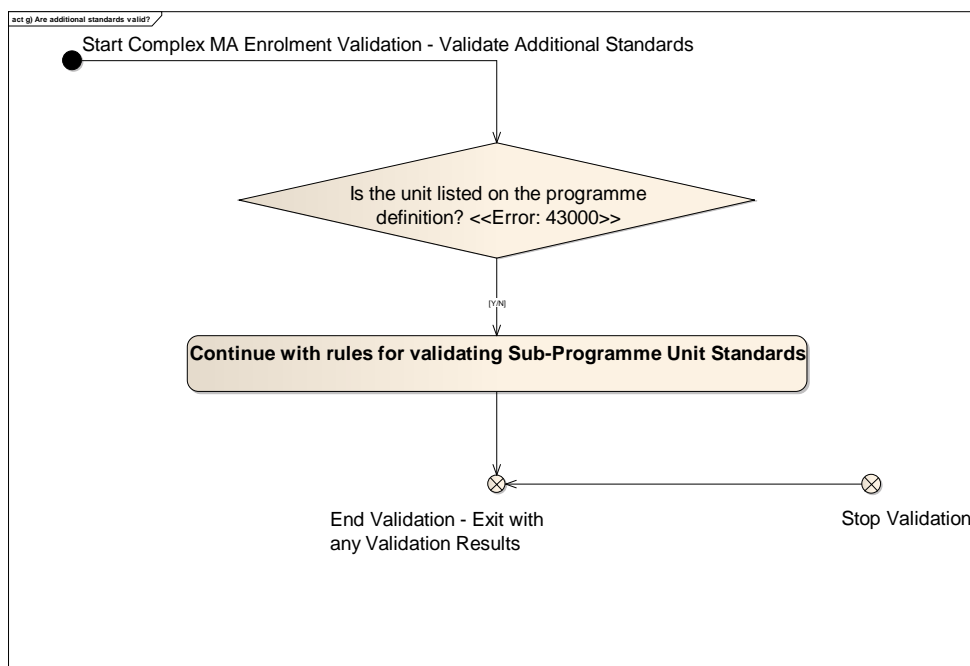 act g) Are additional standards valid?
Start Complex MA Enrolment Validation - Validate Additional Standards
Is the unit listed on the programme
definition? <<Error: 43000>>
[Y/N]
Continue with rules for validating Sub-Programme Unit Standards
End Validation - Exit with
any Validation Results
Stop Validation